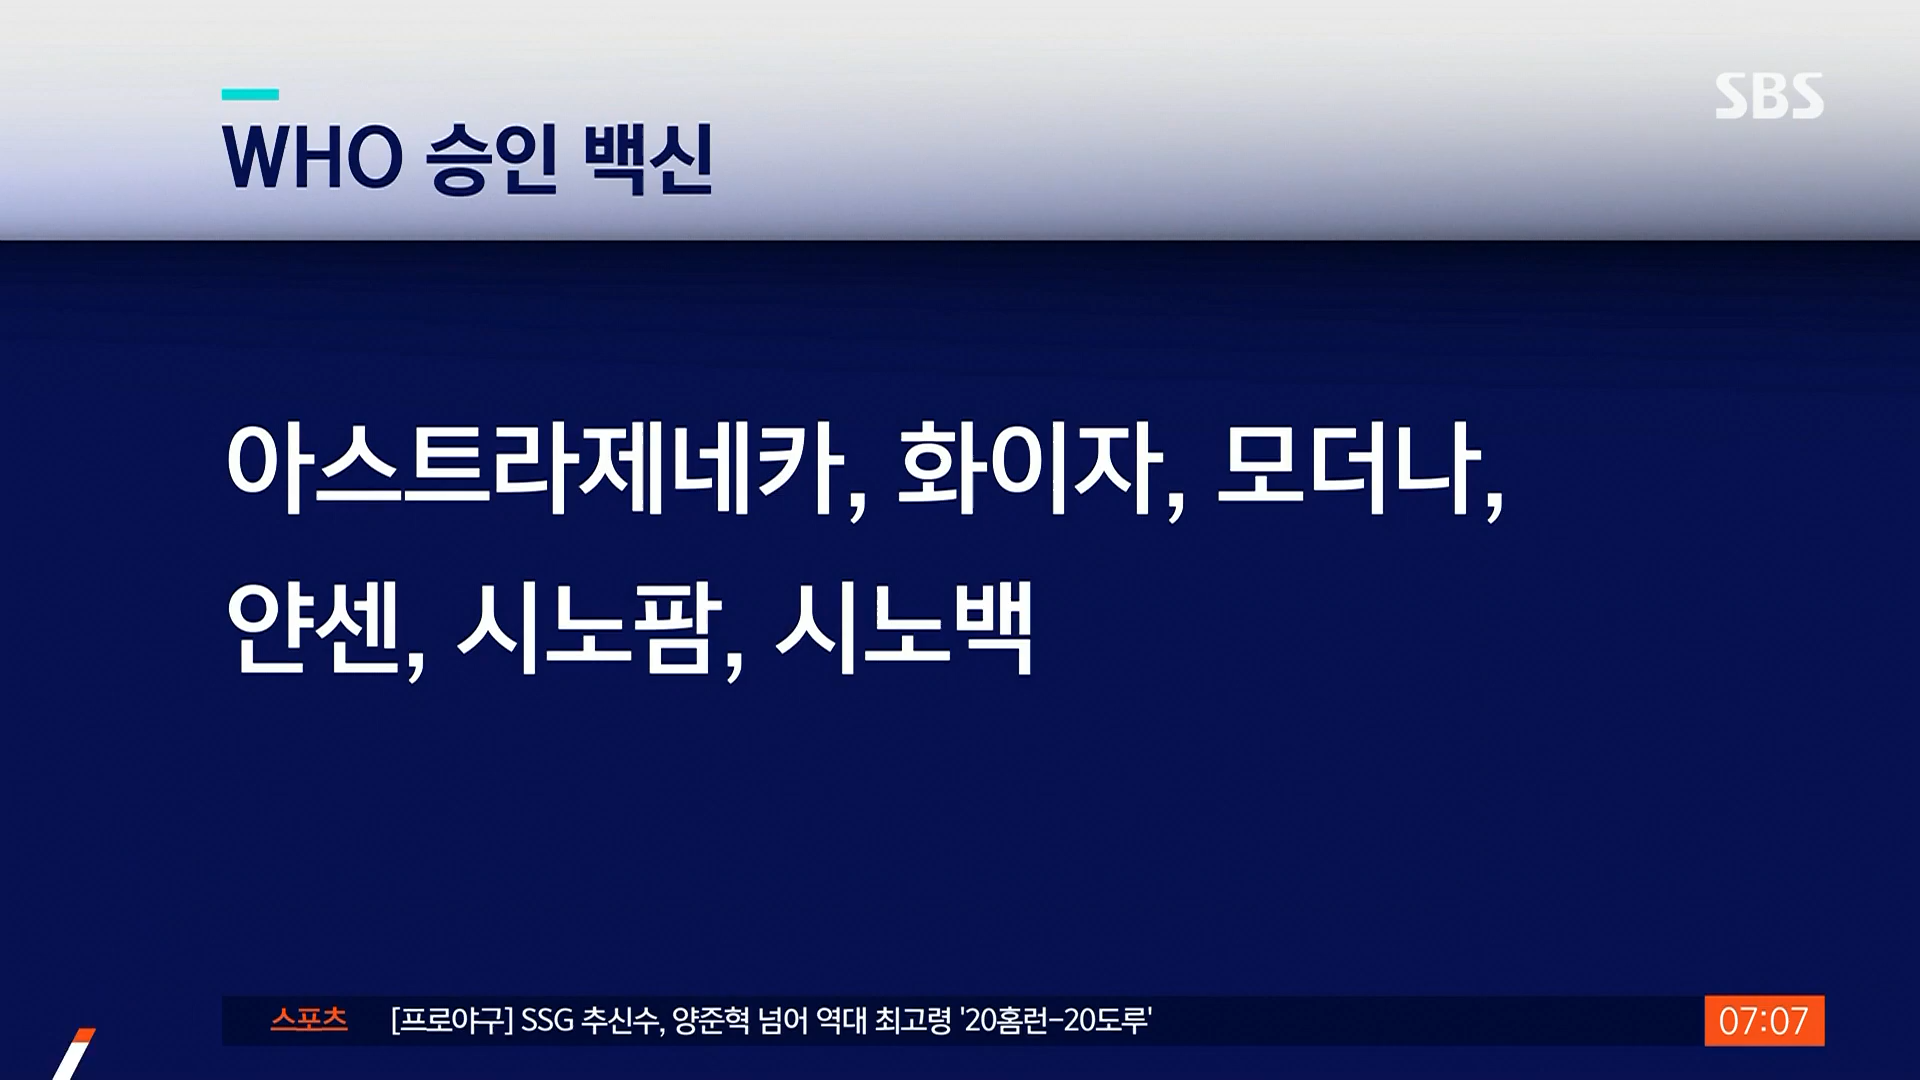 SBS
WHO 승인 백신
아스트라제네카, 화이자, 모더나,
얀센, 시노팜, 시노백
스포츠 [프로야구] SSG 추신수, 양준혁 넘어 역대 최고령 '20홈런-20도루' 07:07